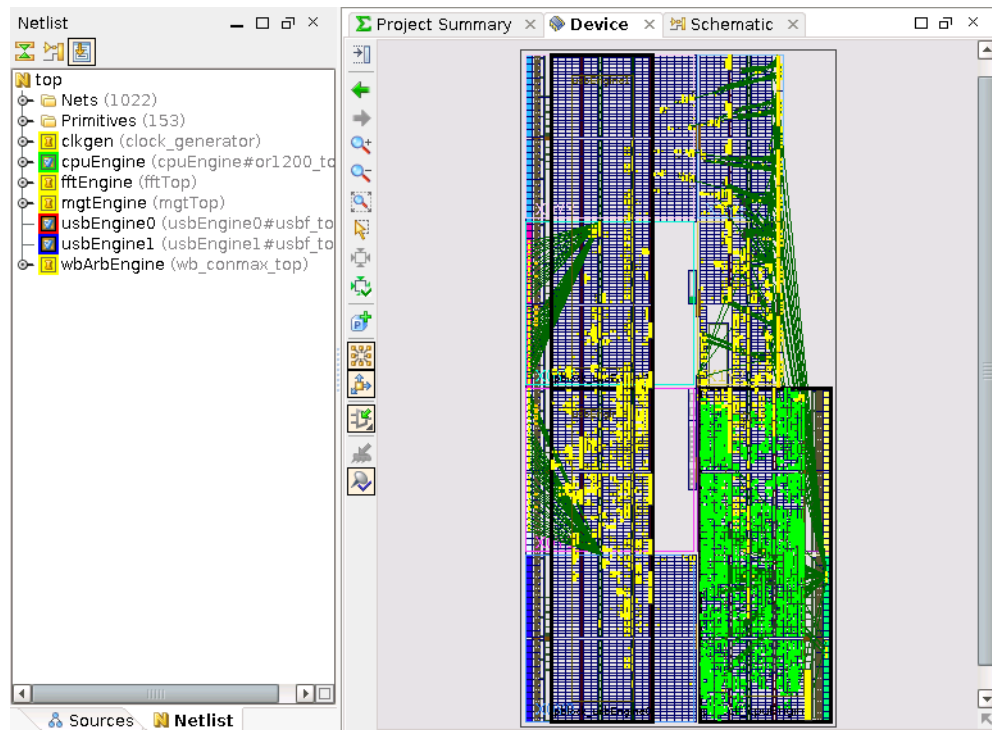 Netlist
Project Summary
Device
Schematic
top
Nets (1022)
Primitives (153)
clkgen (clock_generator)
cpuEngine (cpuEngine#or1200_to
fftEngine (fftTop)
mgtEngine (mgtTop)
usbEngine0 (usbEngine0#usbf_to
usbEngine1 (usbEngine1#usbf_to
wbArbEngine (wb_conmax_top)
Sources
Netlist